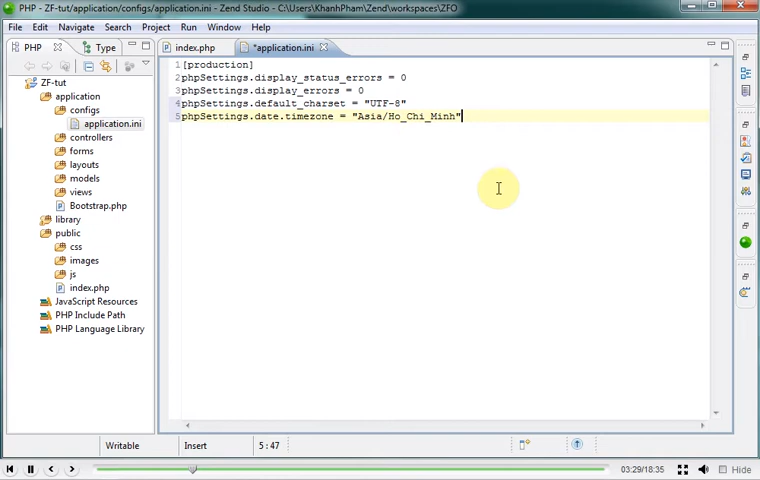 PHP - ZF-tut/application/configs/application.ini - Zend Studio - C:\Users\KhanhPham\Zend\workspaces\ZFO
File Edit Navigate Search Project Run Window Help
PHP Type
index.php *application.ini
ZF-tut
application
configs
application.ini
controllers
forms
layouts
models
views
Bootstrap.php
library
public
css
images
js
index.php
JavaScript Resources
PHP Include Path
PHP Language Library
1 [production]
2 phpSettings.display_status_errors = 0
3 phpSettings.display_errors = 0
4 phpSettings.default_charset = "UTF-8"
5 phpSettings.date.timezone = "Asia/Ho_Chi_Minh"
Writable Insert 5 : 47
03:29/18:35 Hide